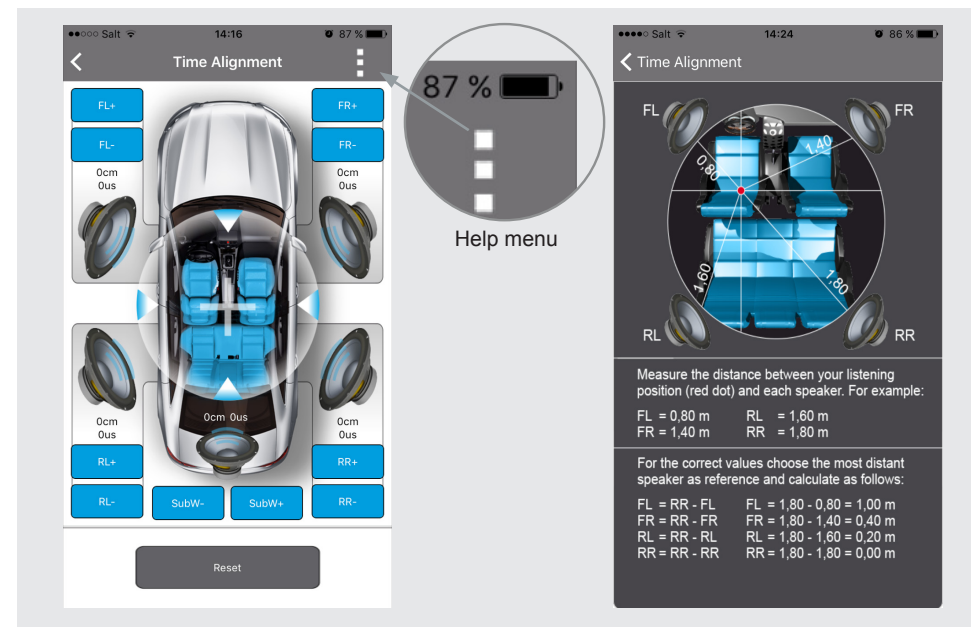 ●●○○○ Salt 14:16 87 %
Time Alignment
FL+
FR+
FL-
FR-
0cm
0us
0cm
0us
0cm 0us
0cm
0us
0cm
0us
RL+
RR+
RL-
SubW-
SubW+
RR-
Reset
87 %
Help menu
●●●●○ Salt 14:24 86 %
Time Alignment
FL
FR
0,80
1,40
1,60
1,80
RL
RR
Measure the distance between your listening
position (red dot) and each speaker. For example:
FL = 0,80 m RL = 1,60 m
FR = 1,40 m RR = 1,80 m
For the correct values choose the most distant
speaker as reference and calculate as follows:
FL = RR - FL FL = 1,80 - 0,80 = 1,00 m
FR = RR - FR FR = 1,80 - 1,40 = 0,40 m
RL = RR - RL RL = 1,80 - 1,60 = 0,20 m
RR = RR - RR RR = 1,80 - 1,80 = 0,00 m